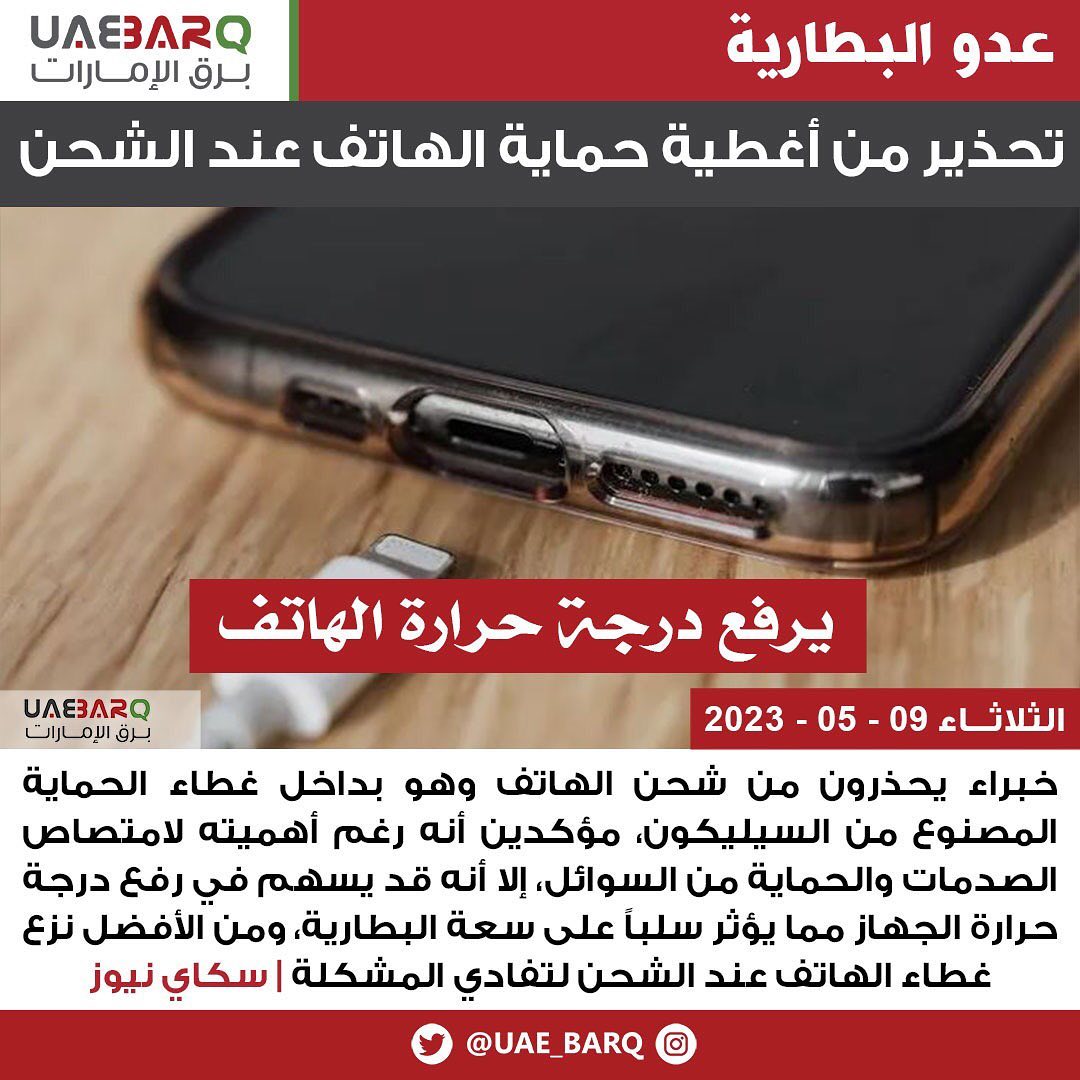 عدو البطارية
UAEBARQ
برق الإمارات
تحذير من أغطية حماية الهاتف عند الشحن
يرفع درجة حرارة الهاتف
الثلاثاء 09 - 05 - 2023
UAEBARQ
برق الإمارات
خبراء يحذرون من شحن الهاتف وهو بداخل غطاء الحماية
المصنوع من السيليكون، مؤكدين أنه رغم أهميته لامتصاص
الصدمات والحماية من السوائل، إلا أنه قد يسهم في رفع درجة
حرارة الجهاز مما يؤثر سلباً على سعة البطارية، ومن الأفضل نزع
غطاء الهاتف عند الشحن لتفادي المشكلة | سكاي نيوز
@UAE_BARQ